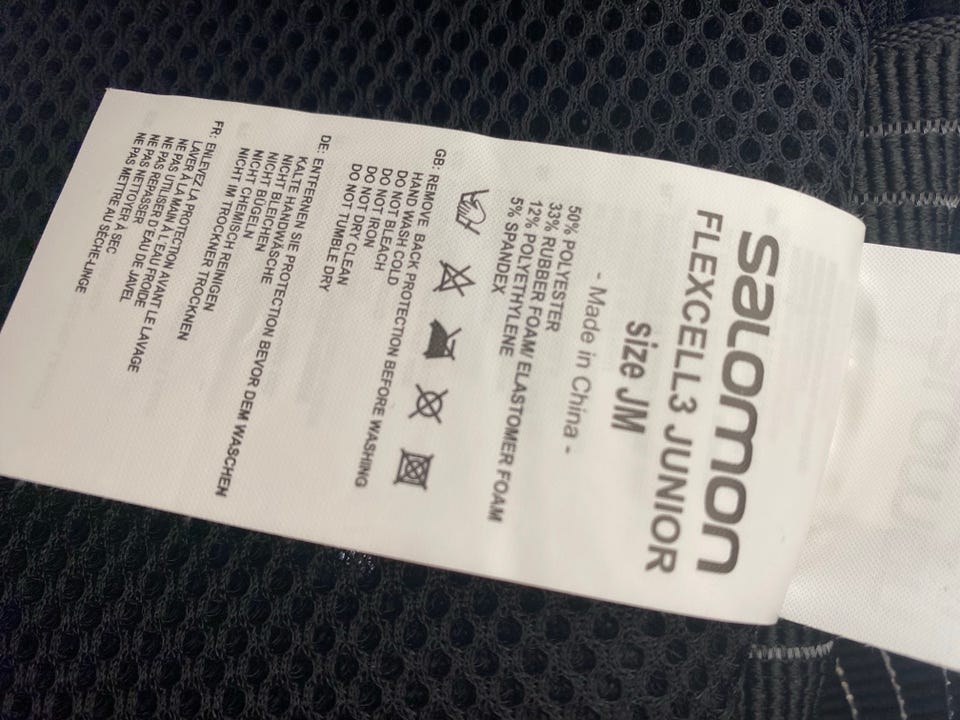 salomon
FLEXCELL3 JUNIOR
size JM
- Made in China -
50% POLYESTER
33% RUBBER FOAM/ ELASTOMER FOAM
12% POLYETHYLENE
5% SPANDEX
GB: REMOVE BACK PROTECTION BEFORE WASHING
HAND WASH COLD
DO NOT BLEACH
DO NOT IRON
DO NOT DRY CLEAN
DO NOT TUMBLE DRY
DE: ENTFERNEN SIE PROTECTION BEVOR DEM WASCHEN
KALTE HANDWÄSCHE
NICHT BLEICHEN
NICHT BÜGELN
NICHT CHEMISCH REINIGEN
NICHT IM TROCKNER TROCKNEN
FR: ENLEVEZ LA PROTECTION AVANT LE LAVAGE
LAVER À LA MAIN À L'EAU FROIDE
NE PAS UTILISER D'EAU DE JAVEL
NE PAS REPASSER
NE PAS NETTOYER À SEC
NE PAS METTRE AU SÈCHE-LINGE